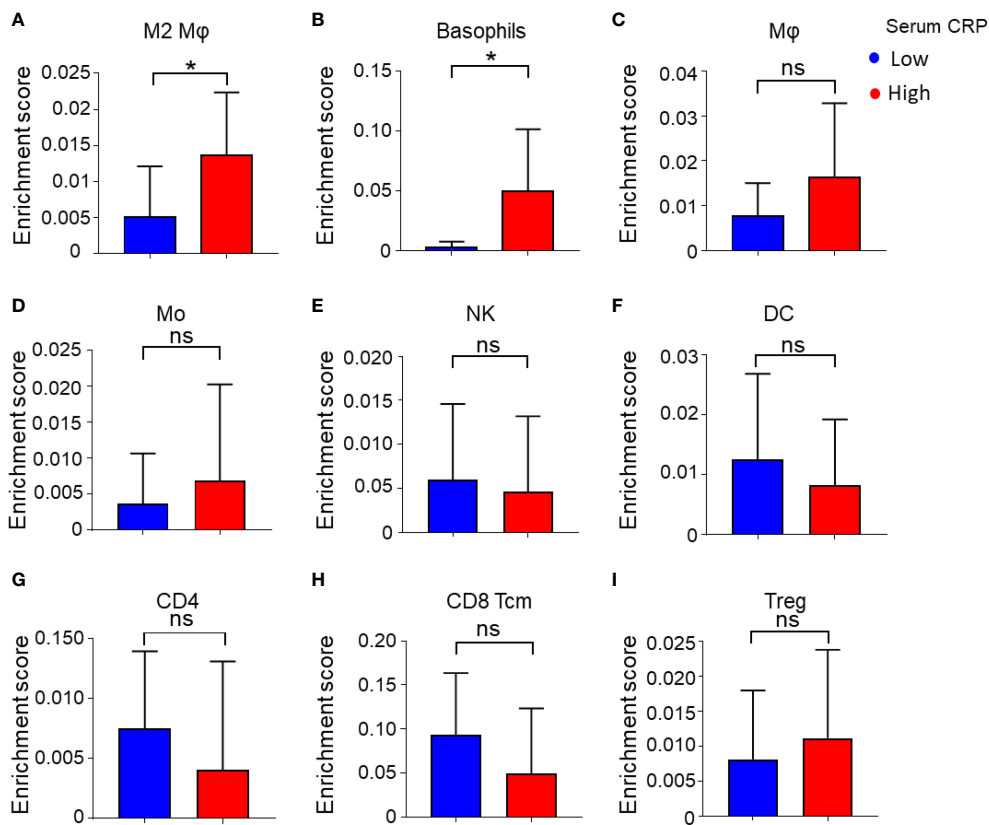 A
M2 Mφ
Enrichment score
0.025
0.02
0.015
0.01
0.005
0
*
B
Basophils
Enrichment score
0.15
0.10
0.05
0
*
C
Mφ
Enrichment score
0.04
0.03
0.02
0.01
0
ns
Serum CRP
Low
High
D
Mo
Enrichment score
0.025
0.020
0.015
0.010
0.005
0
ns
E
NK
Enrichment score
0.020
0.015
0.010
0.05
0
ns
F
DC
Enrichment score
0.03
0.02
0.01
0
ns
G
CD4
Enrichment score
0.150
0.010
0.005
0
ns
H
CD8 Tcm
Enrichment score
0.20
0.15
0.10
0.05
0
ns
I
Treg
Enrichment score
0.025
0.020
0.015
0.010
0.005
0
ns